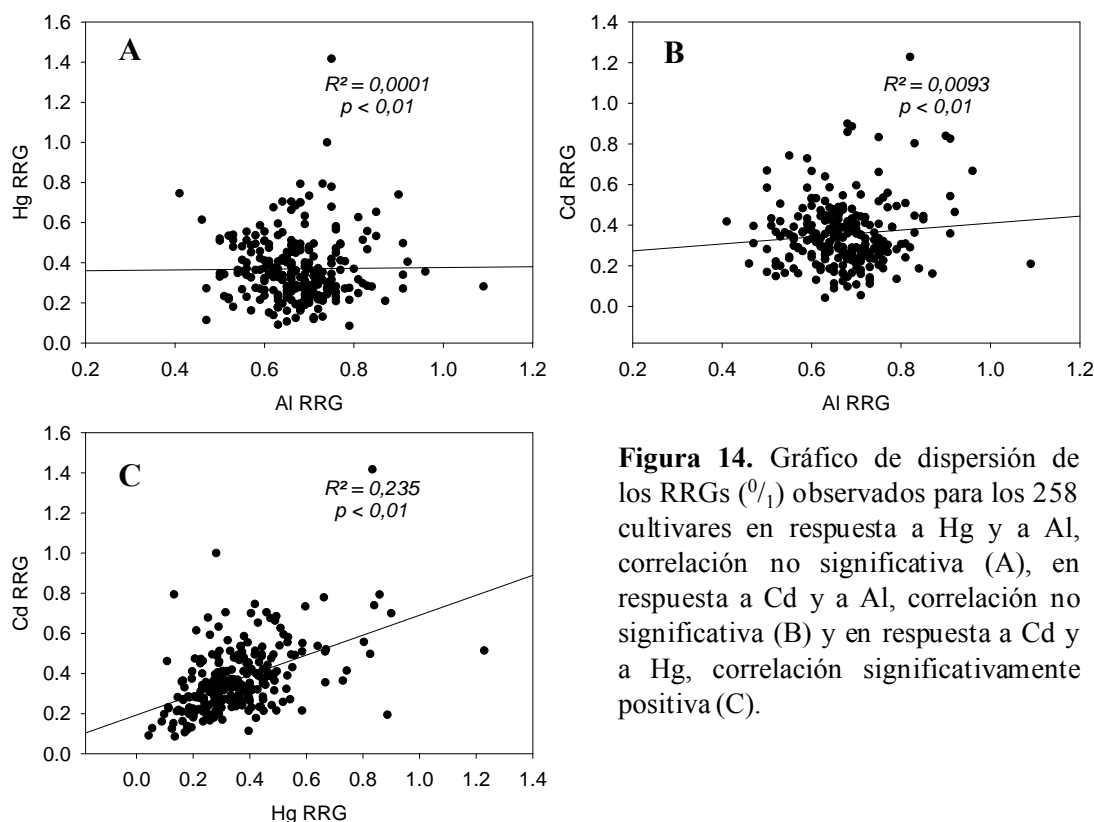 A
R² = 0,0001
p < 0,01
Hg RRG
1.6
1.4
1.2
1.0
0.8
0.6
0.4
0.2
0.0
0.2 0.4 0.6 0.8 1.0 1.2
Al RRG
B
R² = 0,0093
p < 0,01
Cd RRG
1.4
1.2
1.0
0.8
0.6
0.4
0.2
0.0
0.2 0.4 0.6 0.8 1.0 1.2
Al RRG
C
R² = 0,235
p < 0,01
Cd RRG
1.6
1.4
1.2
1.0
0.8
0.6
0.4
0.2
0.0
0.0 0.2 0.4 0.6 0.8 1.0 1.2 1.4
Hg RRG
Figura 14. Gráfico de dispersión de
los RRGs (⁰/₁) observados para los 258
cultivares en respuesta a Hg y a Al,
correlación no significativa (A), en
respuesta a Cd y a Al, correlación no
significativa (B) y en respuesta a Cd y
a Hg, correlación significativamente
positiva (C).